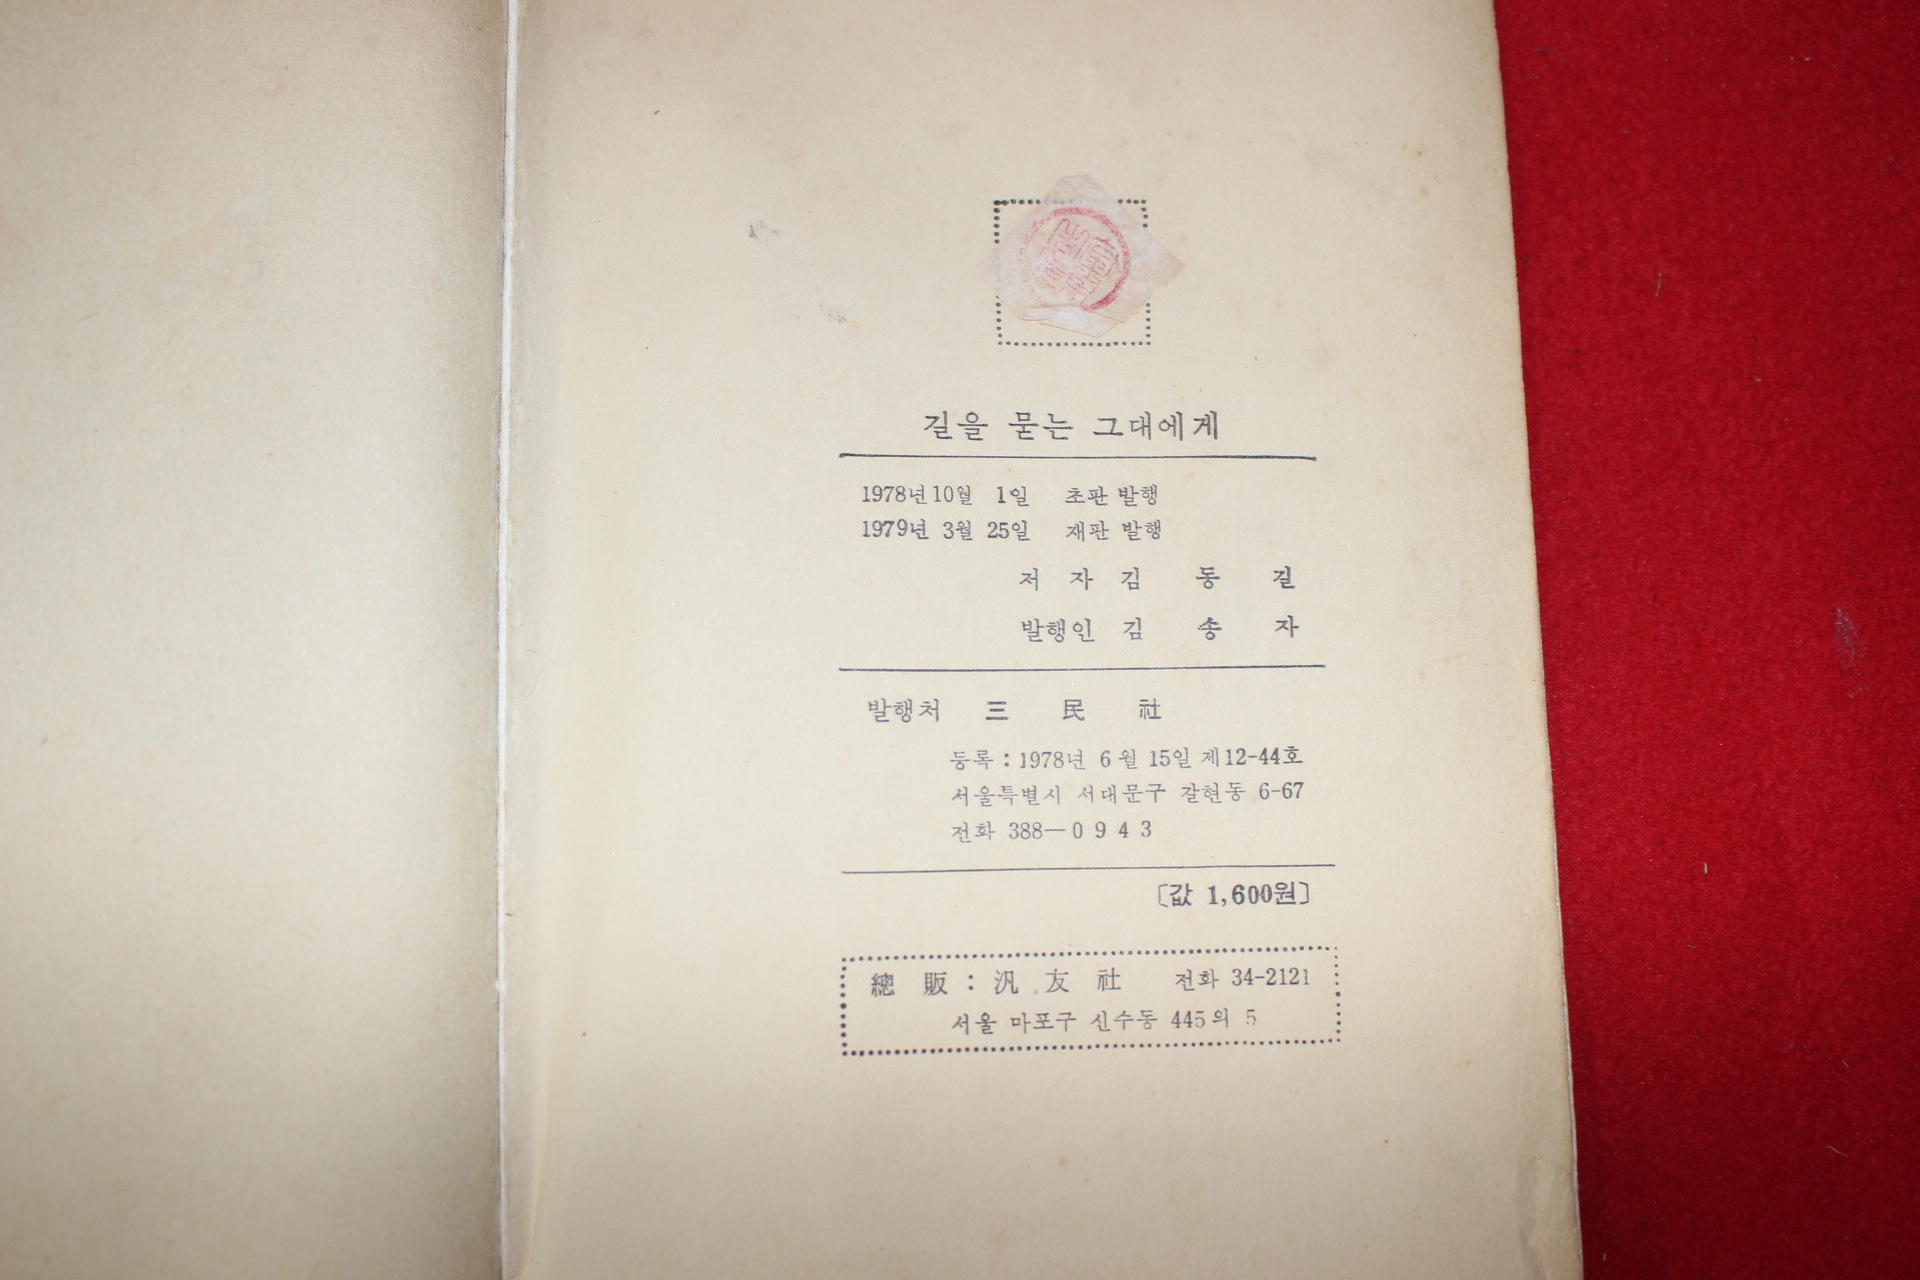 길을 묻는 그대에게
1978년 10월 1일 초판 발행
1979년 3월 25일 재판 발행
저 자 김 동 길
발행인 김 송 자
발행처 三 民 社
등록 : 1978년 6월 15일 제12-44호
서울특별시 서대문구 갈현동 6-67
전화 388—0943
〔값 1,600원〕
總 販 : 汎 友 社 전화 34-2121
서울 마포구 신수동 445의 5